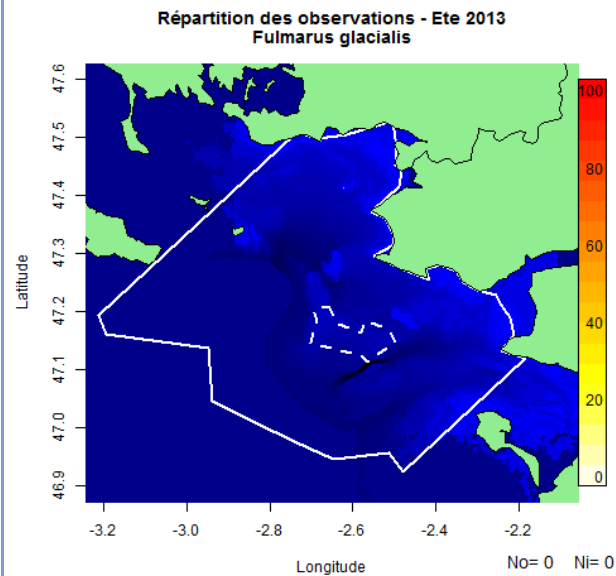 Répartition des observations - Ete 2013
Fulmarus glacialis
Latitude
47.6
47.5
47.4
47.3
47.2
47.1
47.0
46.9
100
80
60
40
20
0
-3.2 -3.0 -2.8 -2.6 -2.4 -2.2
Longitude
No= 0 Ni= 0